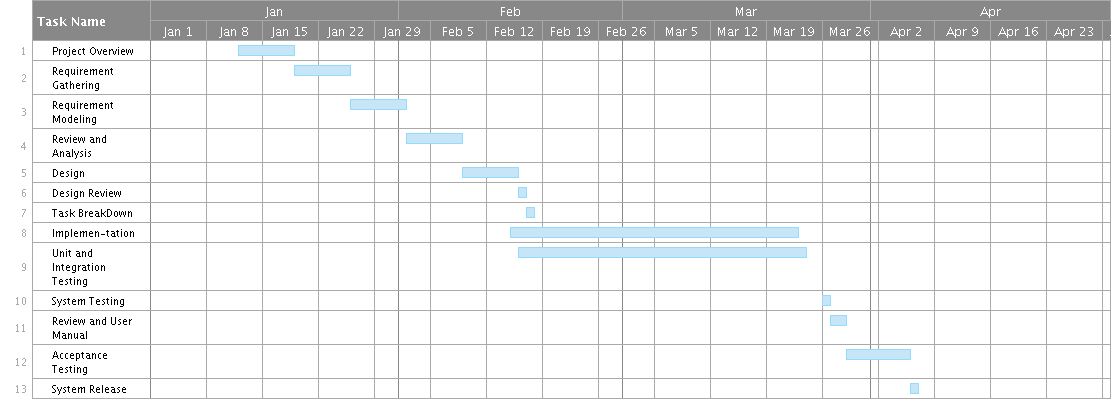 Task Name
Jan Feb Mar Apr
Jan 1 Jan 8 Jan 15 Jan 22 Jan 29 Feb 5 Feb 12 Feb 19 Feb 26 Mar 5 Mar 12 Mar 19 Mar 26 Apr 2 Apr 9 Apr 16 Apr 23
1 Project Overview
2 Requirement
Gathering
3 Requirement
Modeling
4 Review and
Analysis
5 Design
6 Design Review
7 Task BreakDown
8 Implemen-tation
9 Unit and
Integration
Testing
10 System Testing
11 Review and User
Manual
12 Acceptance
Testing
13 System Release